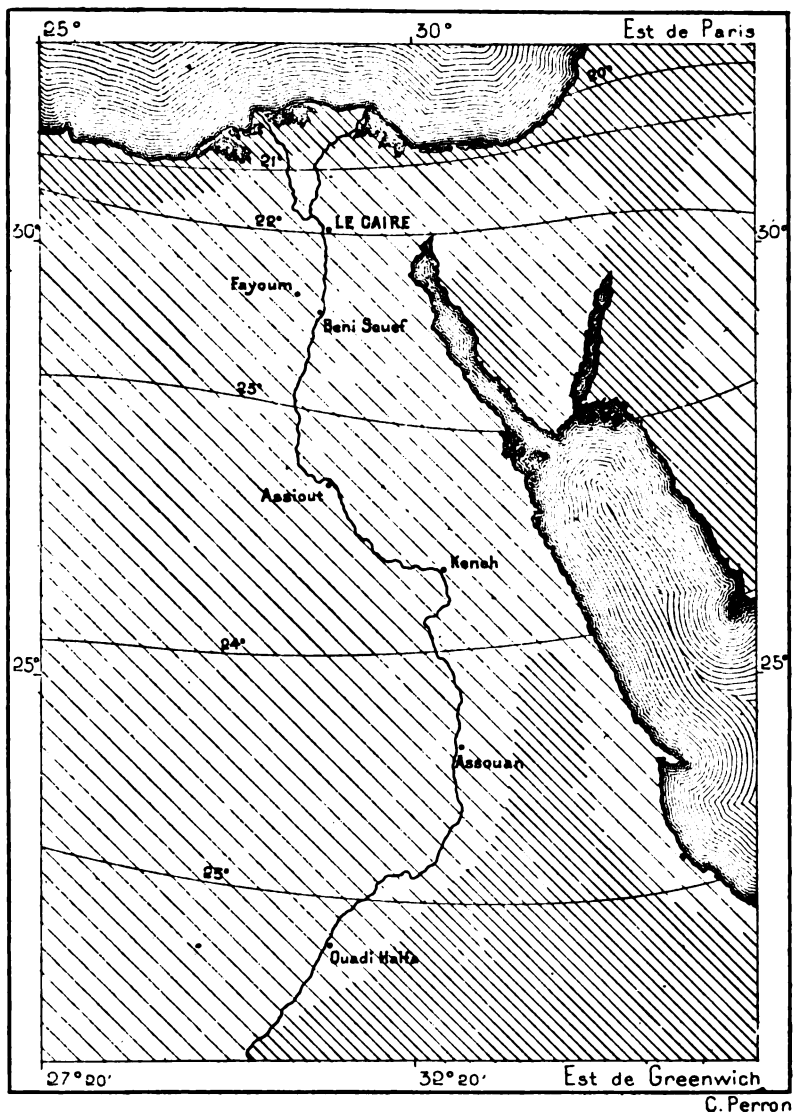 25° 30° Est de Paris
20°
21°
22° LE CAIRE
30° 30°
Fayoum
Beni Souef
23°
Assiout
Keneh
24°
25° 25°
Assouan
25°
Ouadi Halfa
27° 20' 32° 20' Est de Greenwich
C. Perron